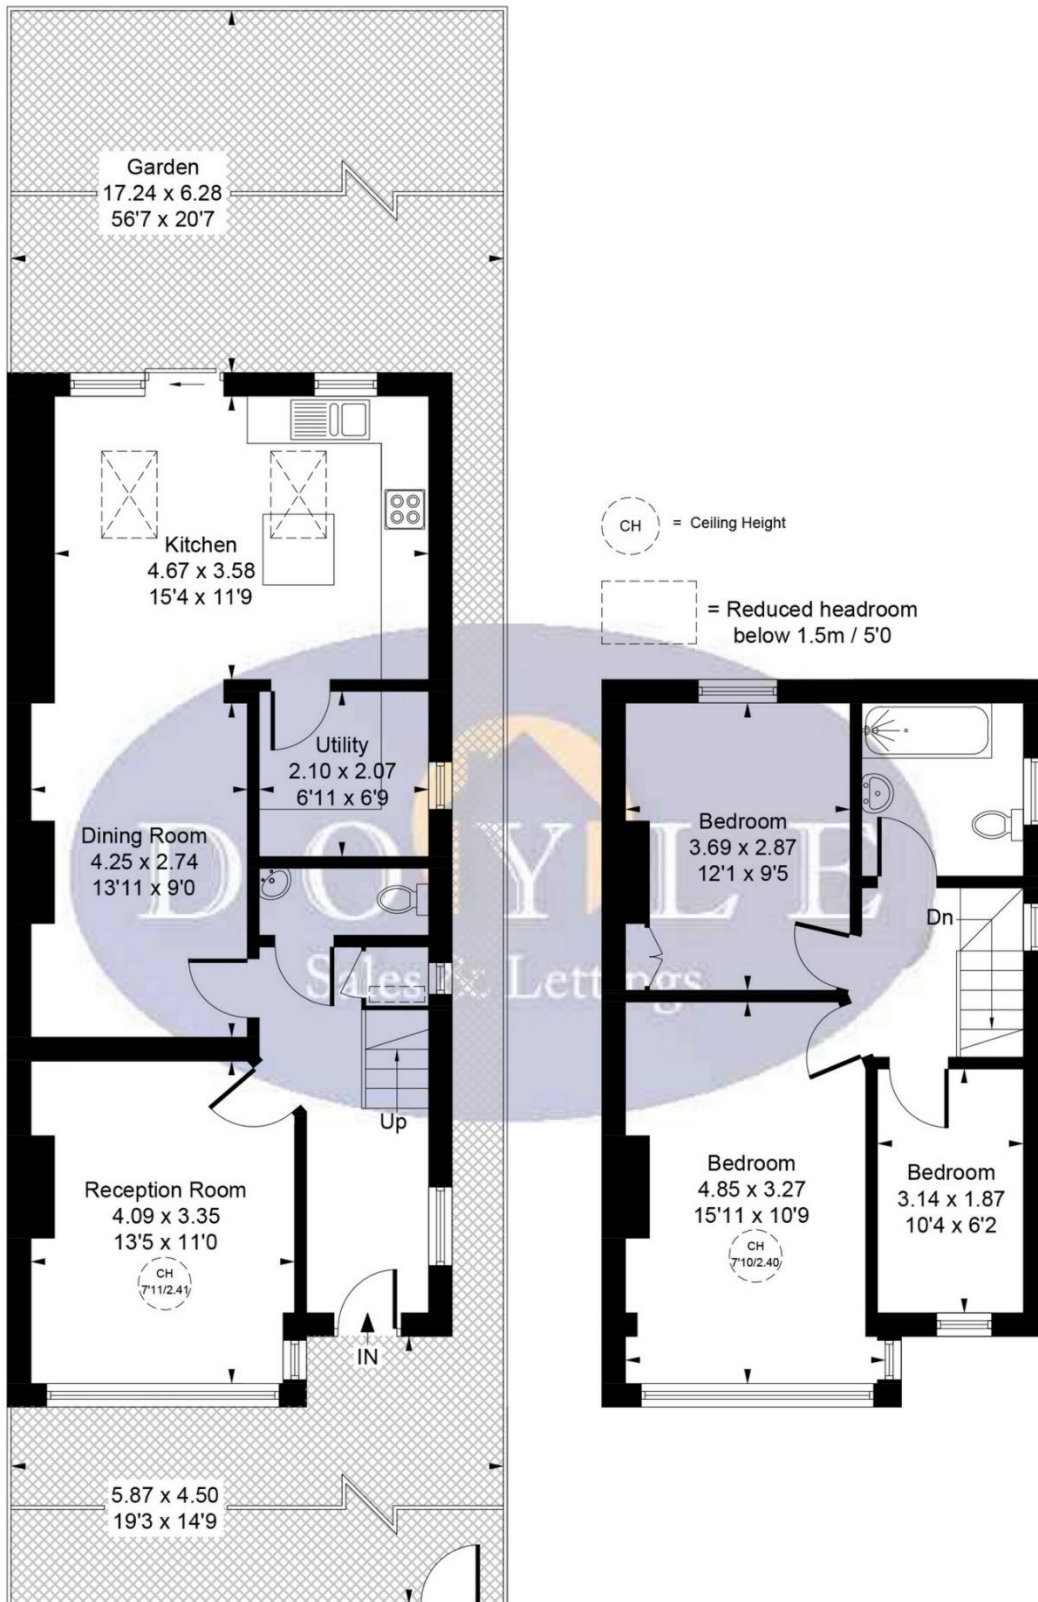 Garden
17.24 x 6.28
56'7 x 20'7
Kitchen
4.67 x 3.58
15'4 x 11'9
CH
= Ceiling Height
= Reduced headroom
below 1.5m / 5'0
Utility
2.10 x 2.07
6'11 x 6'9
Dining Room
4.25 x 2.74
13'11 x 9'0
Bedroom
3.69 x 2.87
12'1 x 9'5
DOYLE
Sales & Lettings
Dn
Up
Reception Room
4.09 x 3.35
13'5 x 11'0
CH
7'11/2.41
Bedroom
4.85 x 3.27
15'11 x 10'9
CH
7'10/2.40
Bedroom
3.14 x 1.87
10'4 x 6'2
IN
5.87 x 4.50
19'3 x 14'9